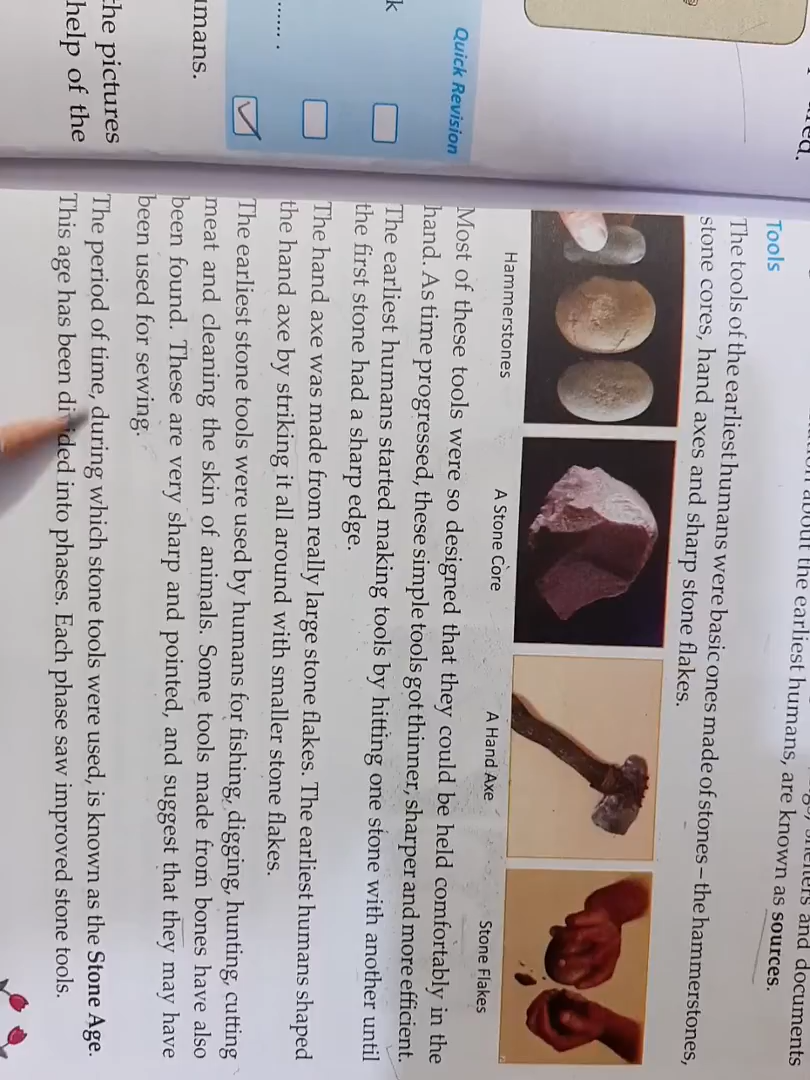 k
Quick Revision
.......
mans.
the pictures
help of the
about the earliest humans, are known as sources.
and documents
Tools
The tools of the earliest humans were basic ones made of stones – the hammerstones,
stone cores, hand axes and sharp stone flakes.
Hammerstones
A Stone Core
A Hand Axe
Stone Flakes
Most of these tools were so designed that they could be held comfortably in the
hand. As time progressed, these simple tools got thinner, sharper and more efficient.
The earliest humans started making tools by hitting one stone with another until
the first stone had a sharp edge.
The hand axe was made from really large stone flakes. The earliest humans shaped
the hand axe by striking it all around with smaller stone flakes.
The earliest stone tools were used by humans for fishing, digging, hunting, cutting
meat and cleaning the skin of animals. Some tools made from bones have also
been found. These are very sharp and pointed, and suggest that they may have
been used for sewing.
The period of time, during which stone tools were used, is known as the Stone Age.
This age has been divided into phases. Each phase saw improved stone tools.